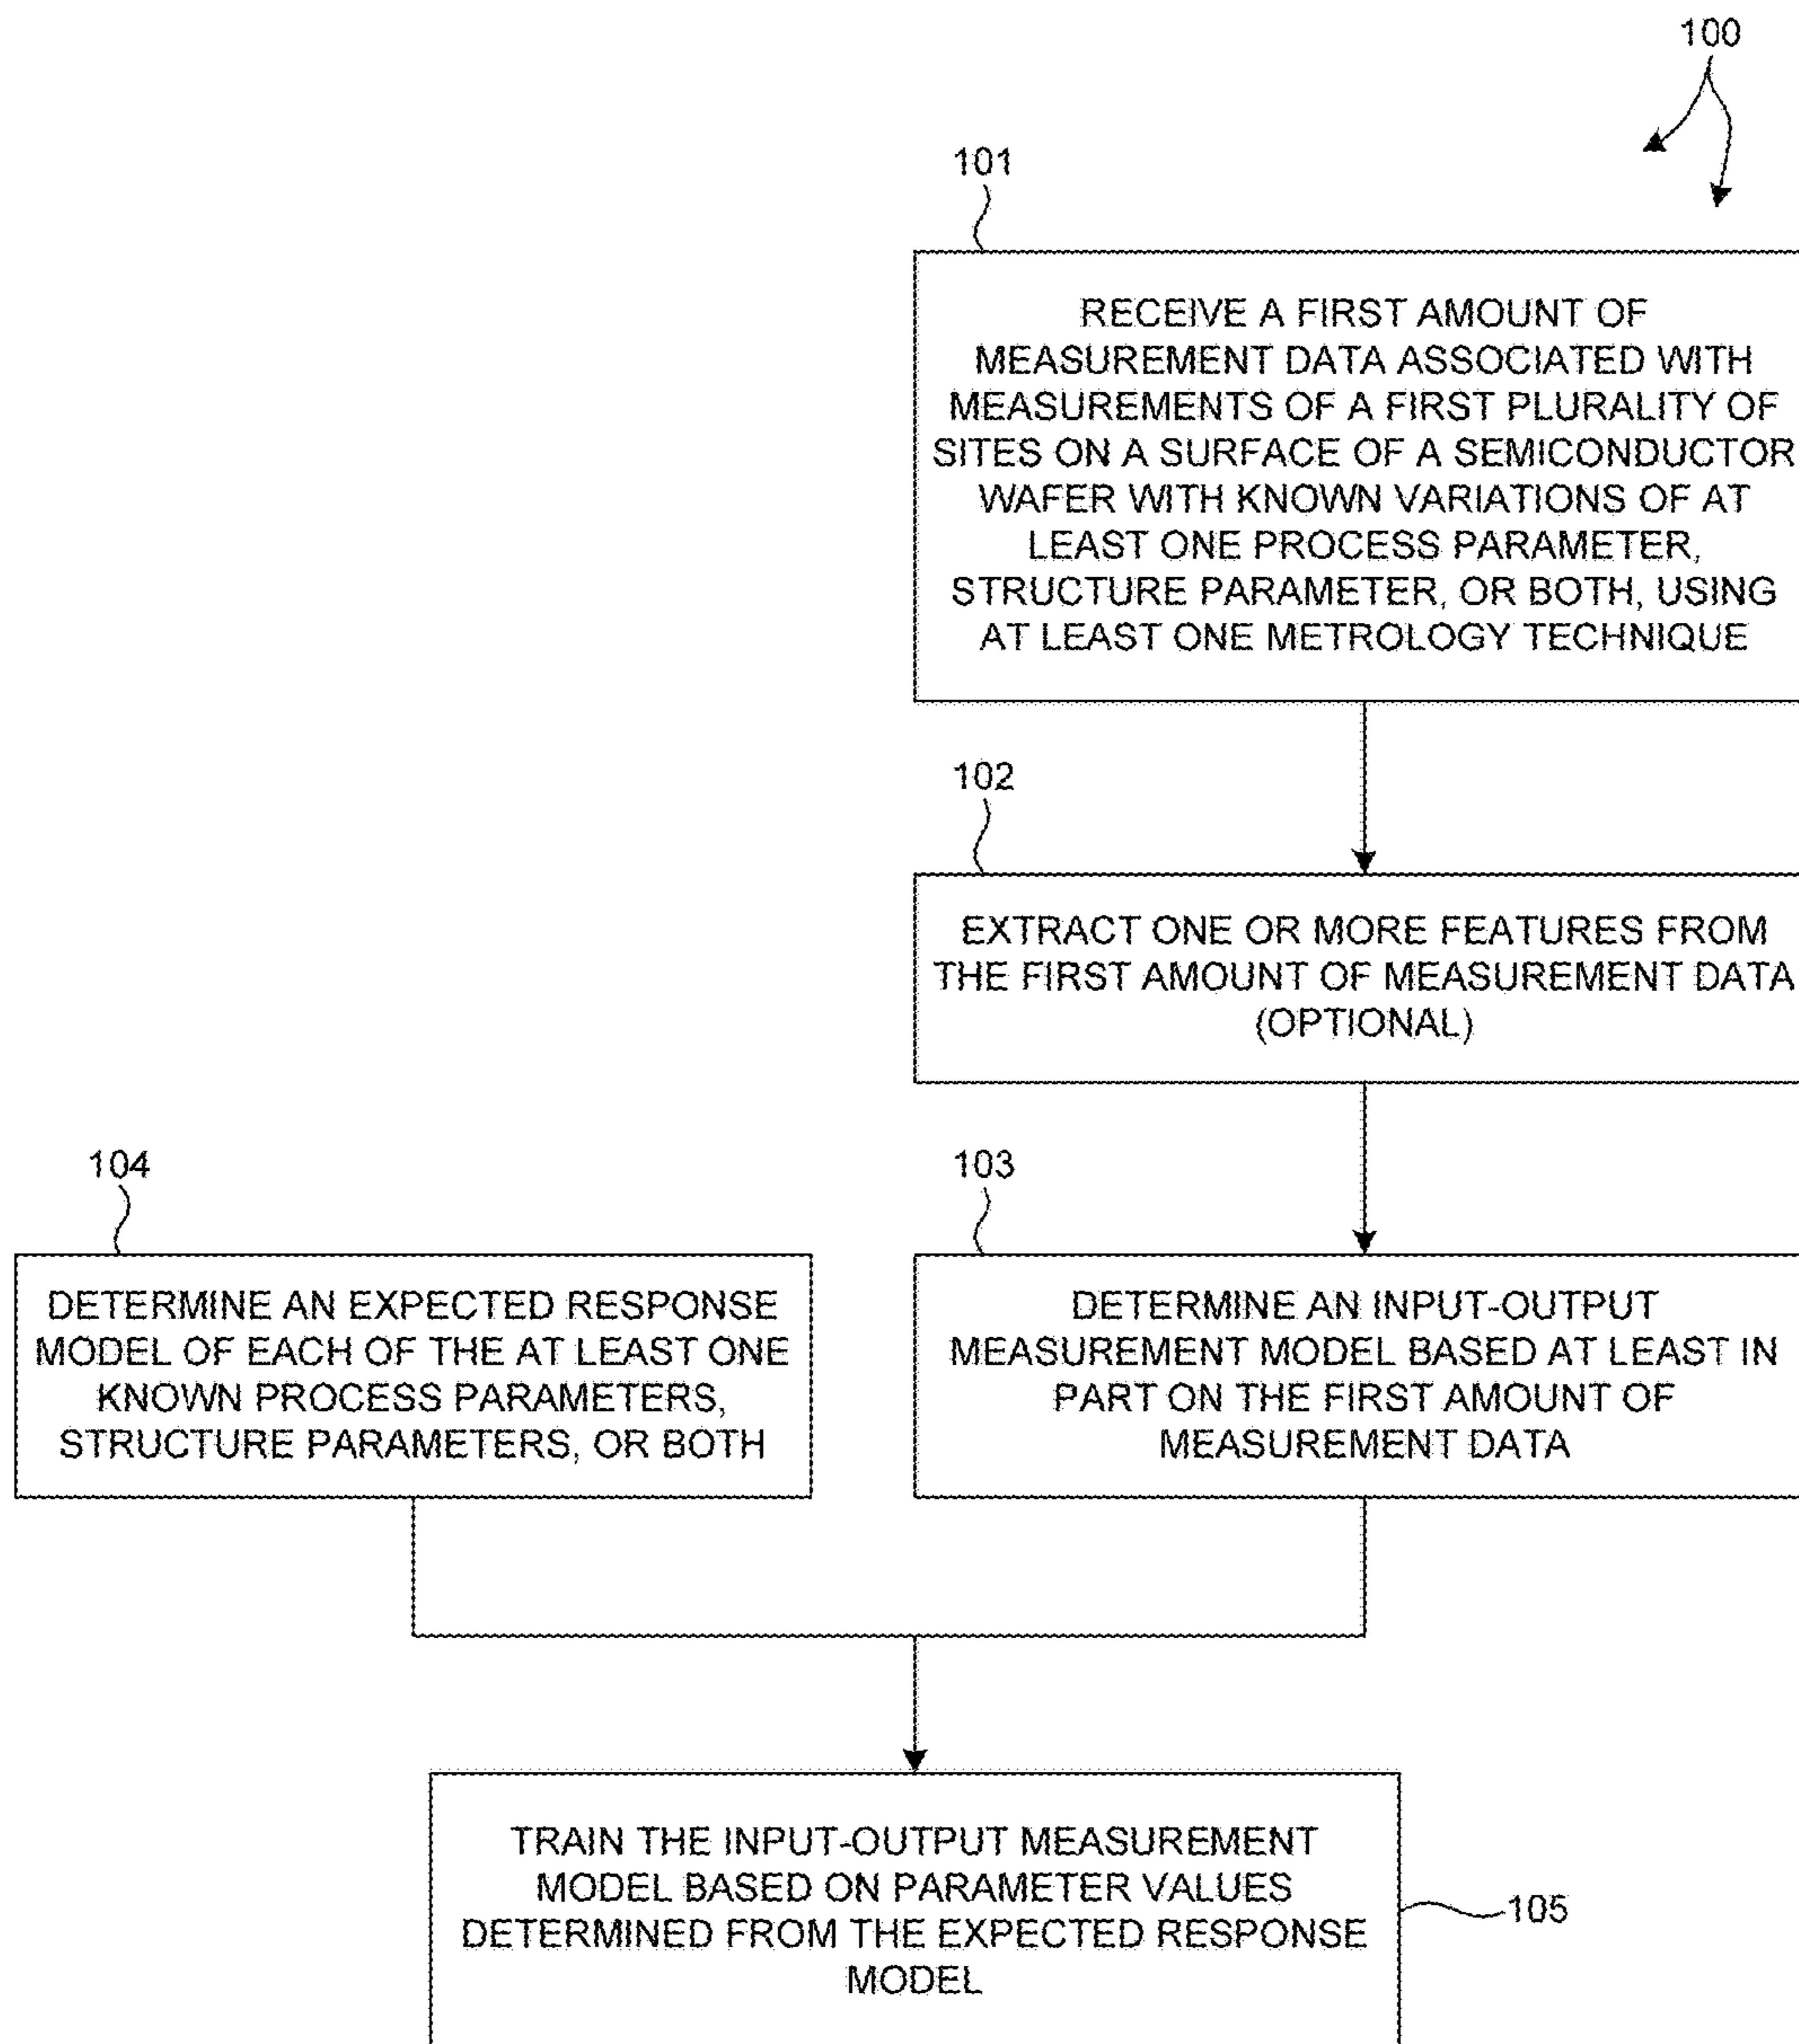 100
101
RECEIVE A FIRST AMOUNT OF
MEASUREMENT DATA ASSOCIATED WITH
MEASUREMENTS OF A FIRST PLURALITY OF
SITES ON A SURFACE OF A SEMICONDUCTOR
WAFER WITH KNOWN VARIATIONS OF AT
LEAST ONE PROCESS PARAMETER,
STRUCTURE PARAMETER, OR BOTH, USING
AT LEAST ONE METROLOGY TECHNIQUE
102
EXTRACT ONE OR MORE FEATURES FROM
THE FIRST AMOUNT OF MEASUREMENT DATA
(OPTIONAL)
104
DETERMINE AN EXPECTED RESPONSE
MODEL OF EACH OF THE AT LEAST ONE
KNOWN PROCESS PARAMETERS,
STRUCTURE PARAMETERS, OR BOTH
103
DETERMINE AN INPUT-OUTPUT
MEASUREMENT MODEL BASED AT LEAST IN
PART ON THE FIRST AMOUNT OF
MEASUREMENT DATA
TRAIN THE INPUT-OUTPUT MEASUREMENT
MODEL BASED ON PARAMETER VALUES
DETERMINED FROM THE EXPECTED RESPONSE
MODEL
105